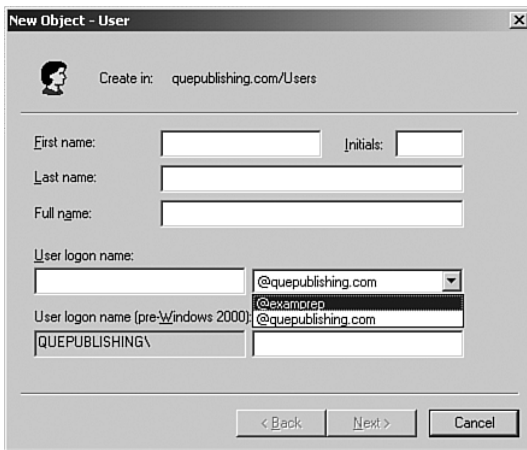 New Object - User
Create in: quepublishing.com/Users
First name: Initials:
Last name:
Full name:
User logon name:
@quepublishing.com
@examprep
@quepublishing.com
User logon name (pre-Windows 2000):
QUEPUBLISHING\
< Back Next > Cancel